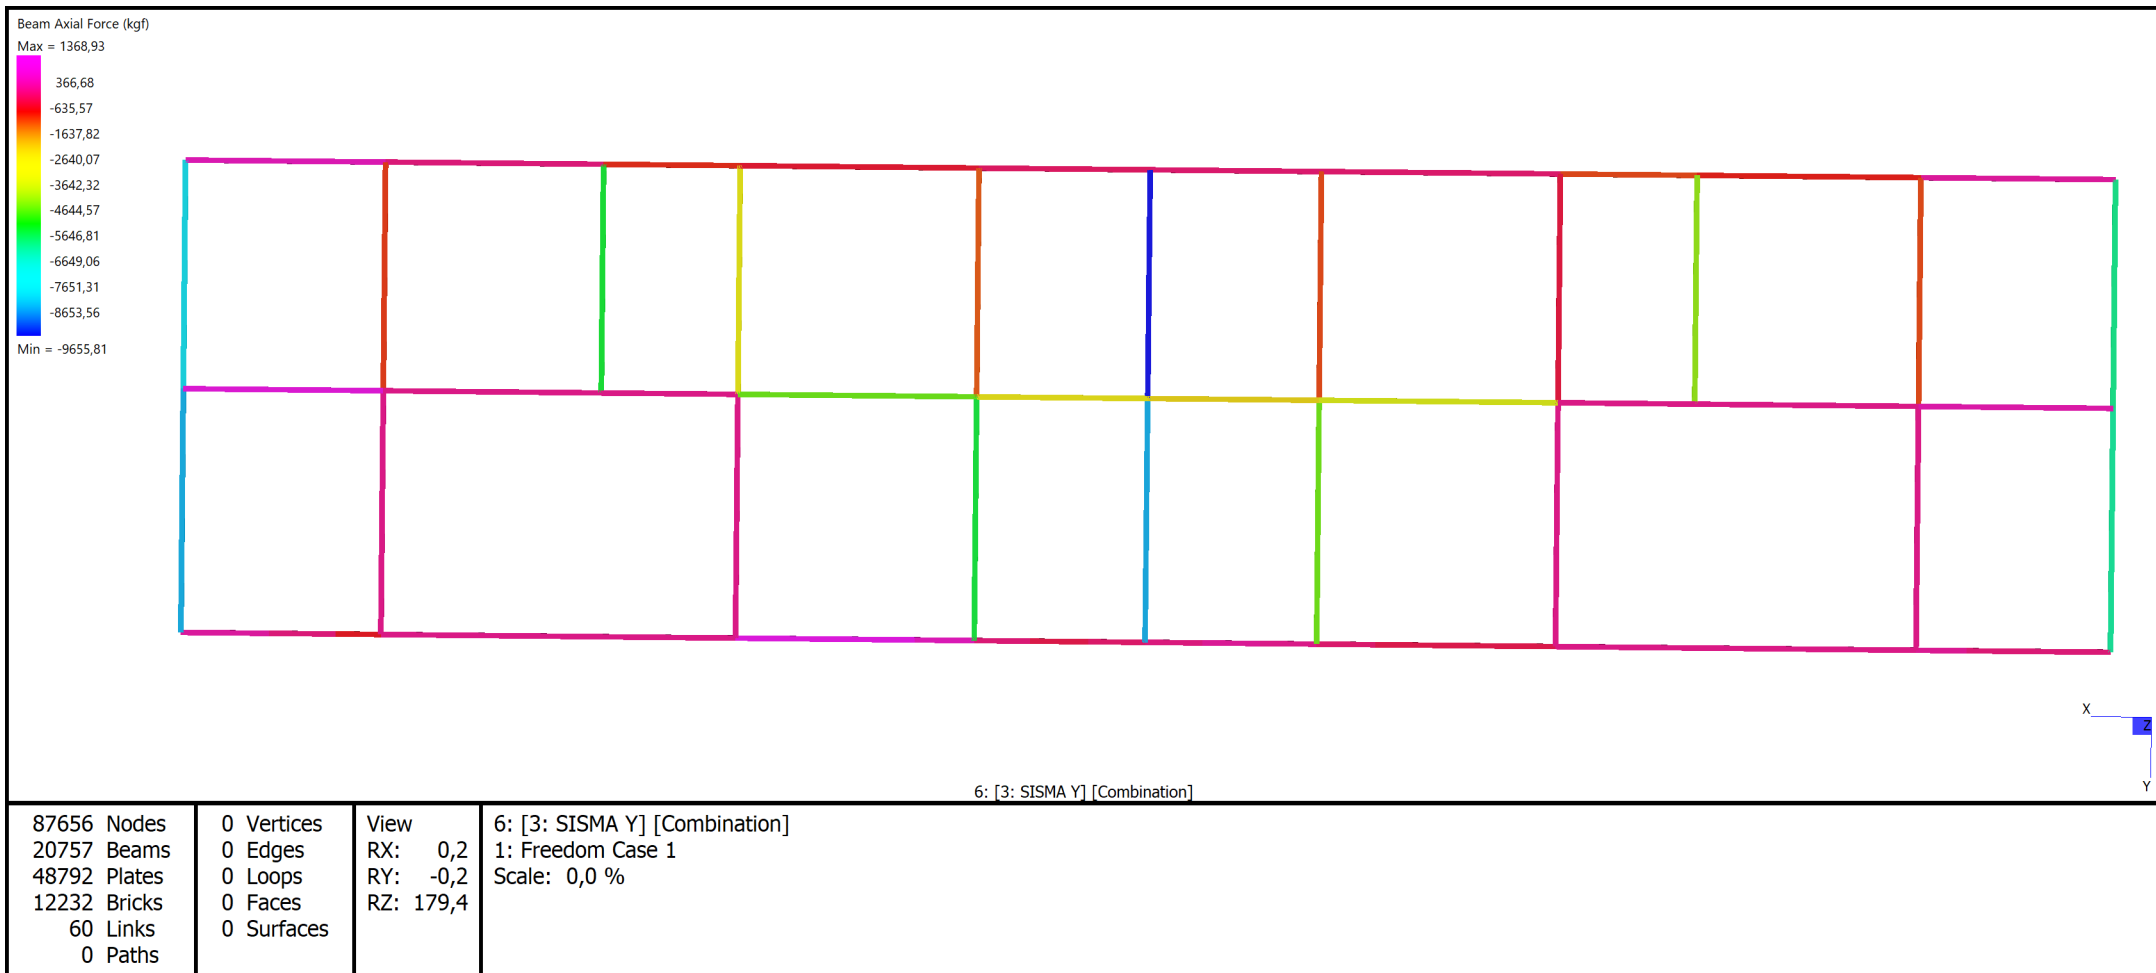 Beam Axial Force (kgf)
Max = 1368,93
366,68
-635,57
-1637,82
-2640,07
-3642,32
-4644,57
-5646,81
-6649,06
-7651,31
-8653,56
Min = -9655,81
X
Z
Y
6: [3: SISMA Y] [Combination]
87656 Nodes
20757 Beams
48792 Plates
12232 Bricks
60 Links
0 Paths
0 Vertices
0 Edges
0 Loops
0 Faces
0 Surfaces
View
RX: 0,2
RY: -0,2
RZ: 179,4
6: [3: SISMA Y] [Combination]
1: Freedom Case 1
Scale: 0,0 %